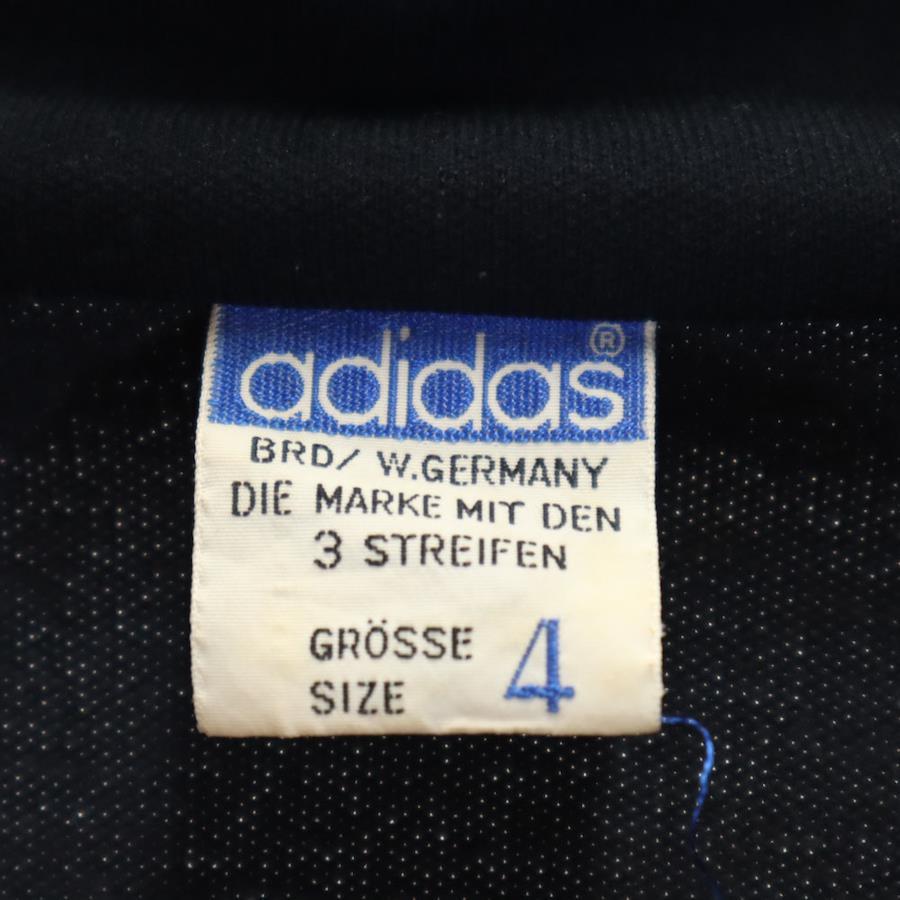 adidas®
BRD/ W.GERMANY
DIE MARKE MIT DEN
3 STREIFEN
GRÖSSE
SIZE 4